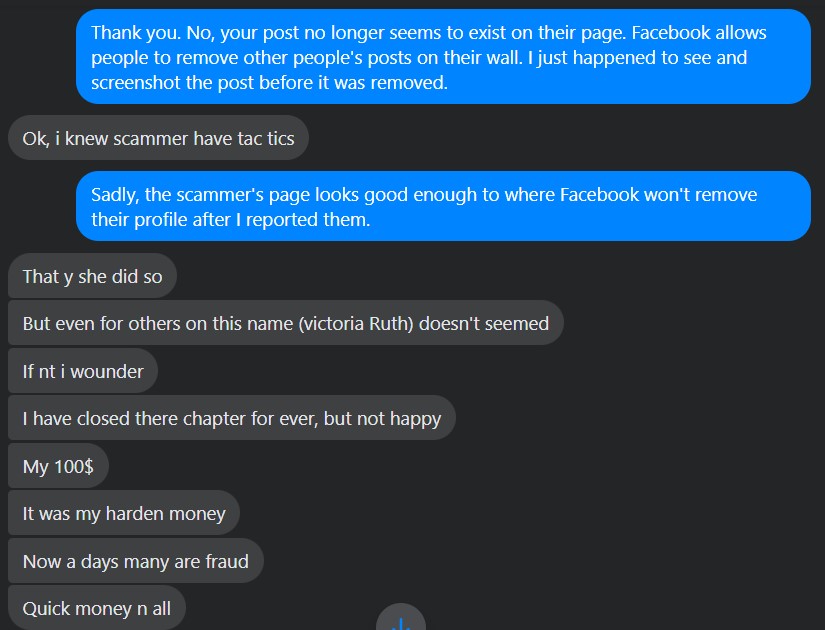 Thank you. No, your post no longer seems to exist on their page. Facebook allows
people to remove other people's posts on their wall. I just happened to see and
screenshot the post before it was removed.
Ok, i knew scammer have tac tics
Sadly, the scammer's page looks good enough to where Facebook won't remove
their profile after I reported them.
That y she did so
But even for others on this name (victoria Ruth) doesn't seemed
If nt i wounder
I have closed there chapter for ever, but not happy
My 100$
It was my harden money
Now a days many are fraud
Quick money n all